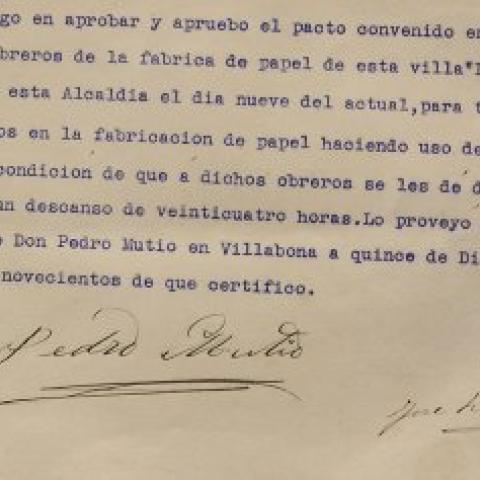 go en aprobar y apruebo el pacto convenido en
breros de la fabrica de papel de esta villa"
esta Alcaldia el dia nueve del actual,para t
os en la fabricacion de papel haciendo uso de
condicion de que a dichos obreros se les de d
un descanso de veinticuatro horas.Lo proveyo
Don Pedro Mutio en Villabona a quince de Di
novecientos de que certifico.
Pedro Mutio
Jose